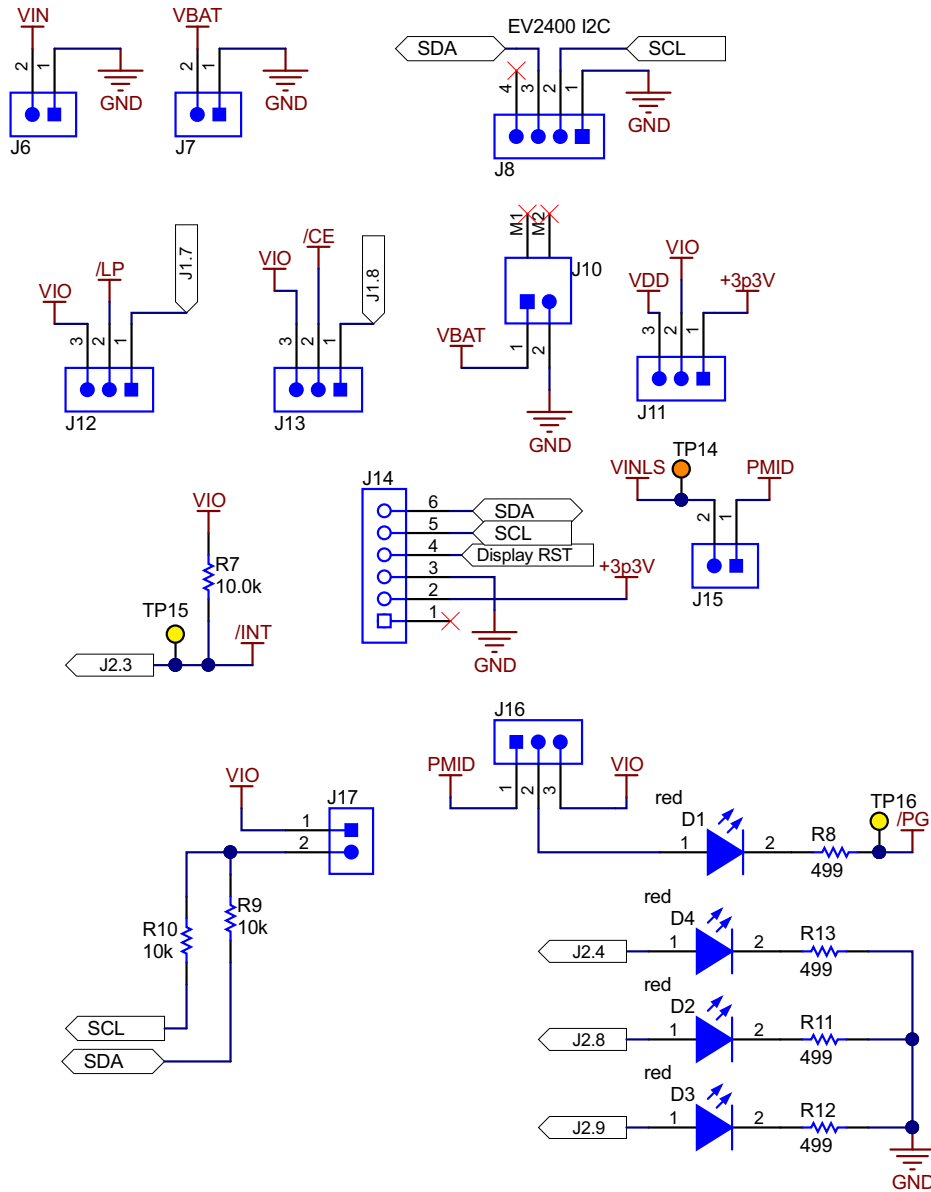 VIN
2
1
GND
J6
VBAT
2
1
GND
J7
EV2400 I2C
SDA
SCL
4
3
2
1
GND
J8
VIO
/LP
J1.7
3
2
1
J12
VIO
/CE
J1.8
3
2
1
J13
M1
M2
J10
VBAT
1
2
GND
VDD
VIO
+3p3V
3
2
1
J11
VINLS
TP14
PMID
2
1
J15
VIO
R7
10.0k
TP15
/INT
J2.3
J14
6
SDA
5
SCL
4
Display RST
3
2
+3p3V
1
GND
J16
PMID
VIO
1
2
3
red
D1
1
2
R8
499
TP16
/PG
VIO
J17
1
2
R10
10k
R9
10k
SCL
SDA
red
D4
J2.4
1
2
R13
499
red
D2
J2.8
1
2
R11
499
red
D3
J2.9
1
2
R12
499
GND